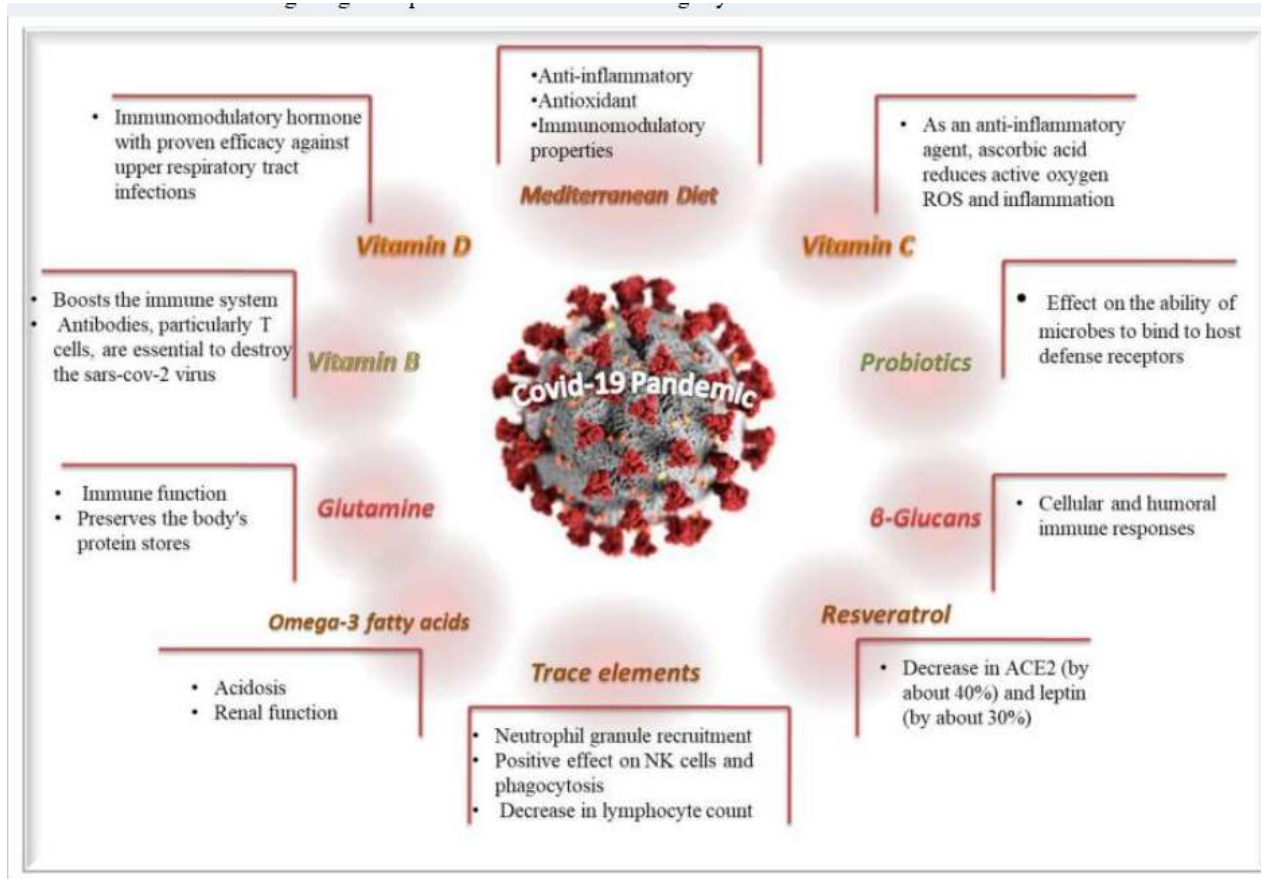 •Anti-inflammatory
•Antioxidant
•Immunomodulatory
properties
Mediterranean Diet
• Immunomodulatory hormone
with proven efficacy against
upper respiratory tract
infections
Vitamin D
• As an anti-inflammatory
agent, ascorbic acid
reduces active oxygen
ROS and inflammation
Vitamin C
• Boosts the immune system
• Antibodies, particularly T
cells, are essential to destroy
the sars-cov-2 virus
Vitamin B
• Effect on the ability of
microbes to bind to host
defense receptors
Probiotics
Covid-19 Pandemic
• Immune function
• Preserves the body's
protein stores
Glutamine
• Cellular and humoral
immune responses
β-Glucans
Omega-3 fatty acids
• Acidosis
• Renal function
Resveratrol
• Decrease in ACE2 (by
about 40%) and leptin
(by about 30%)
Trace elements
• Neutrophil granule recruitment
• Positive effect on NK cells and
phagocytosis
• Decrease in lymphocyte count